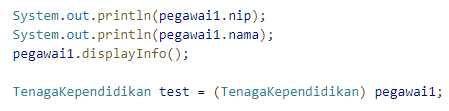 System.out.println(pegawai1.nip);
System.out.println(pegawai1.nama);
pegawai1.displayInfo();
TenagaKependidikan test = (TenagaKependidikan) pegawai1;